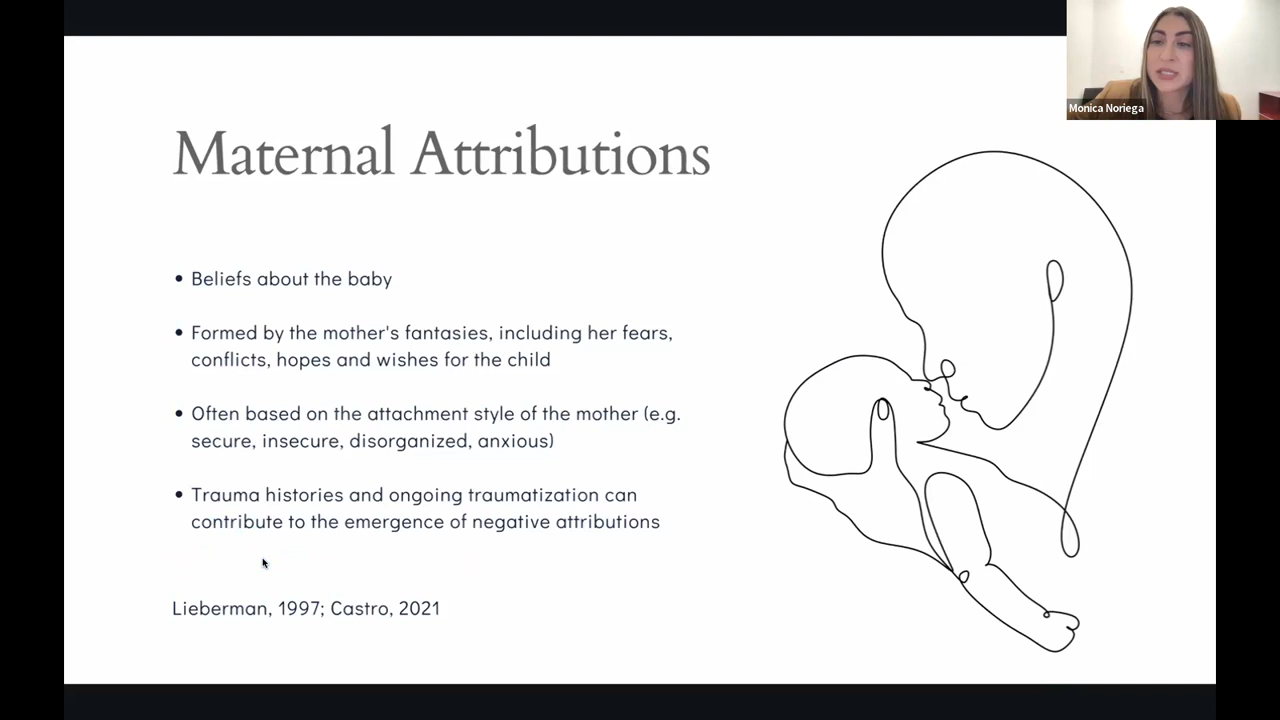 Monica Noriega
Maternal Attributions
• Beliefs about the baby
• Formed by the mother's fantasies, including her fears,
conflicts, hopes and wishes for the child
• Often based on the attachment style of the mother (e.g.
secure, insecure, disorganized, anxious)
• Trauma histories and ongoing traumatization can
contribute to the emergence of negative attributions
Lieberman, 1997; Castro, 2021